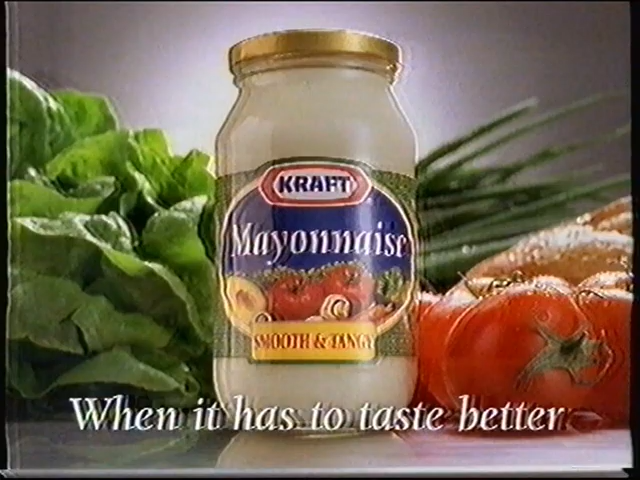 KRAFT
Mayonnaise
SMOOTH & TANGY
When it has to taste better